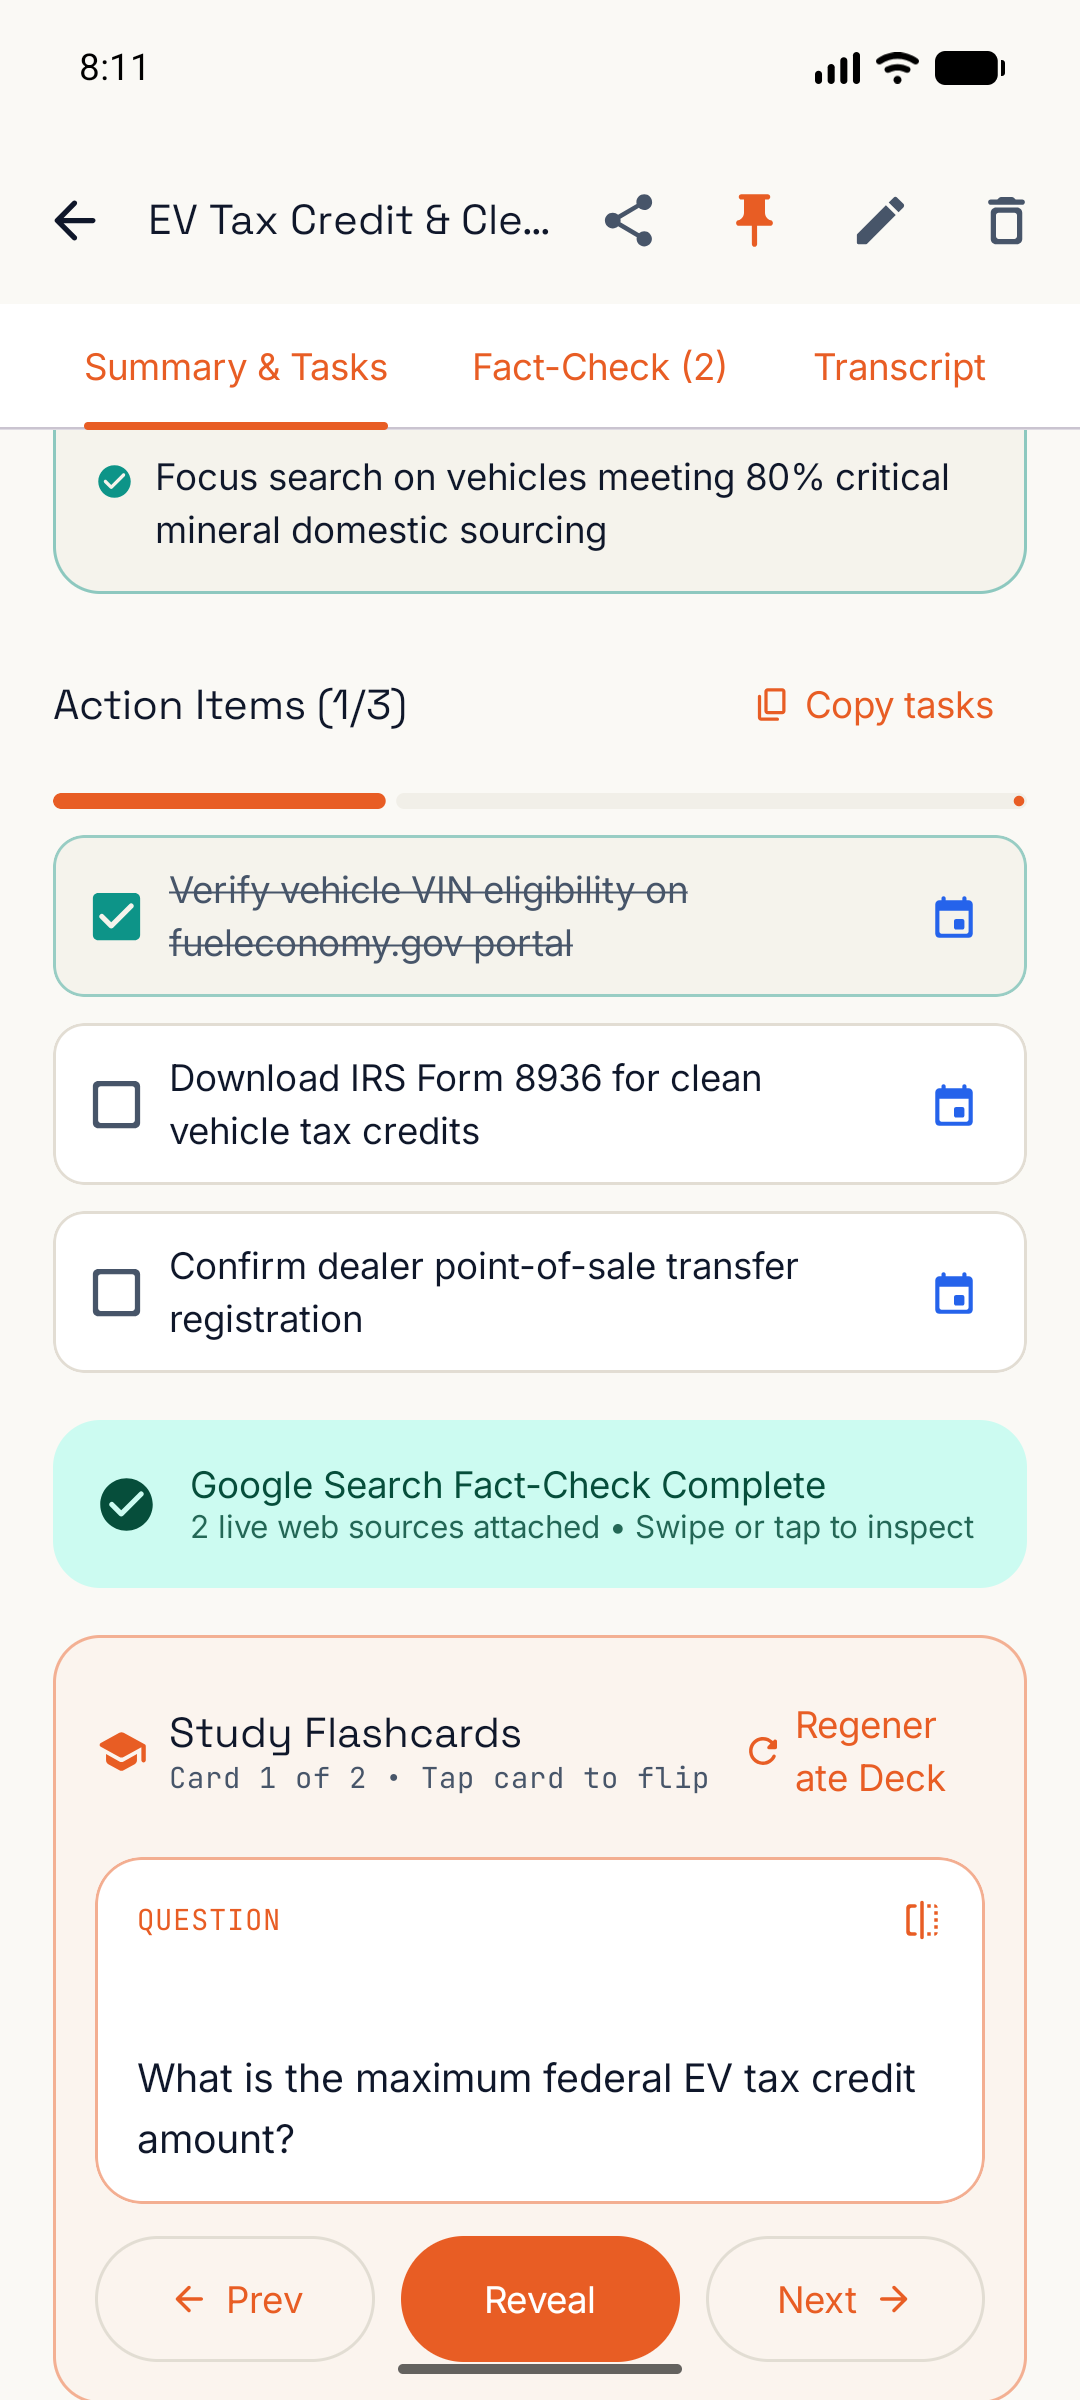 8:11
EV Tax Credit & Cle...
Summary & Tasks
Fact-Check (2)
Transcript
Focus search on vehicles meeting 80% critical
mineral domestic sourcing
Action Items (1/3)
Copy tasks
Verify vehicle VIN eligibility on
fueleconomy.gov portal
Download IRS Form 8936 for clean
vehicle tax credits
Confirm dealer point-of-sale transfer
registration
Google Search Fact-Check Complete
2 live web sources attached • Swipe or tap to inspect
Study Flashcards
Card 1 of 2 • Tap card to flip
Regener
ate Deck
QUESTION
What is the maximum federal EV tax credit
amount?
Prev
Reveal
Next